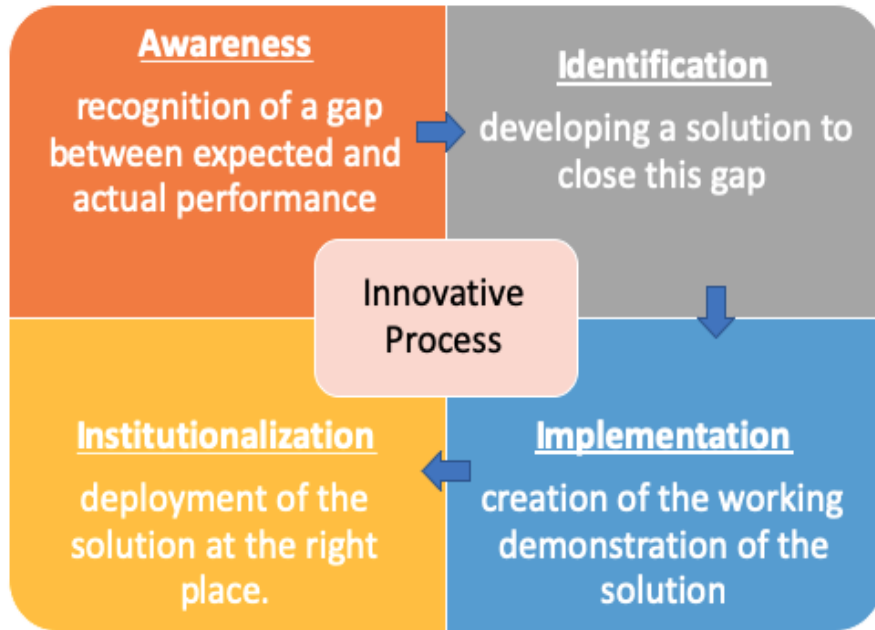 Awareness
recognition of a gap
between expected and
actual performance
Identification
developing a solution to
close this gap
Innovative
Process
Institutionalization
deployment of the
solution at the right
place.
Implementation
creation of the working
demonstration of the
solution